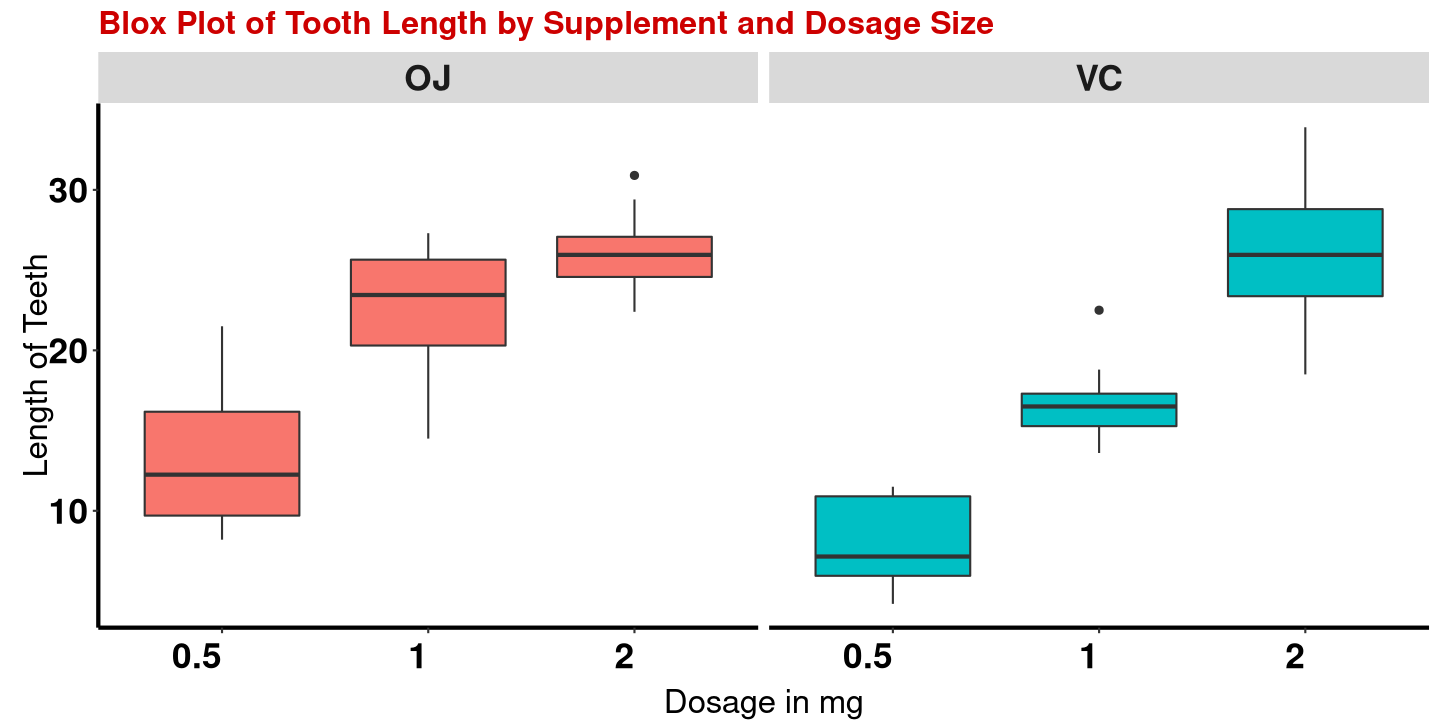 Blox Plot of Tooth Length by Supplement and Dosage Size
OJ
VC
Length of Teeth
30
20
10
0.5 1 2
0.5 1 2
Dosage in mg